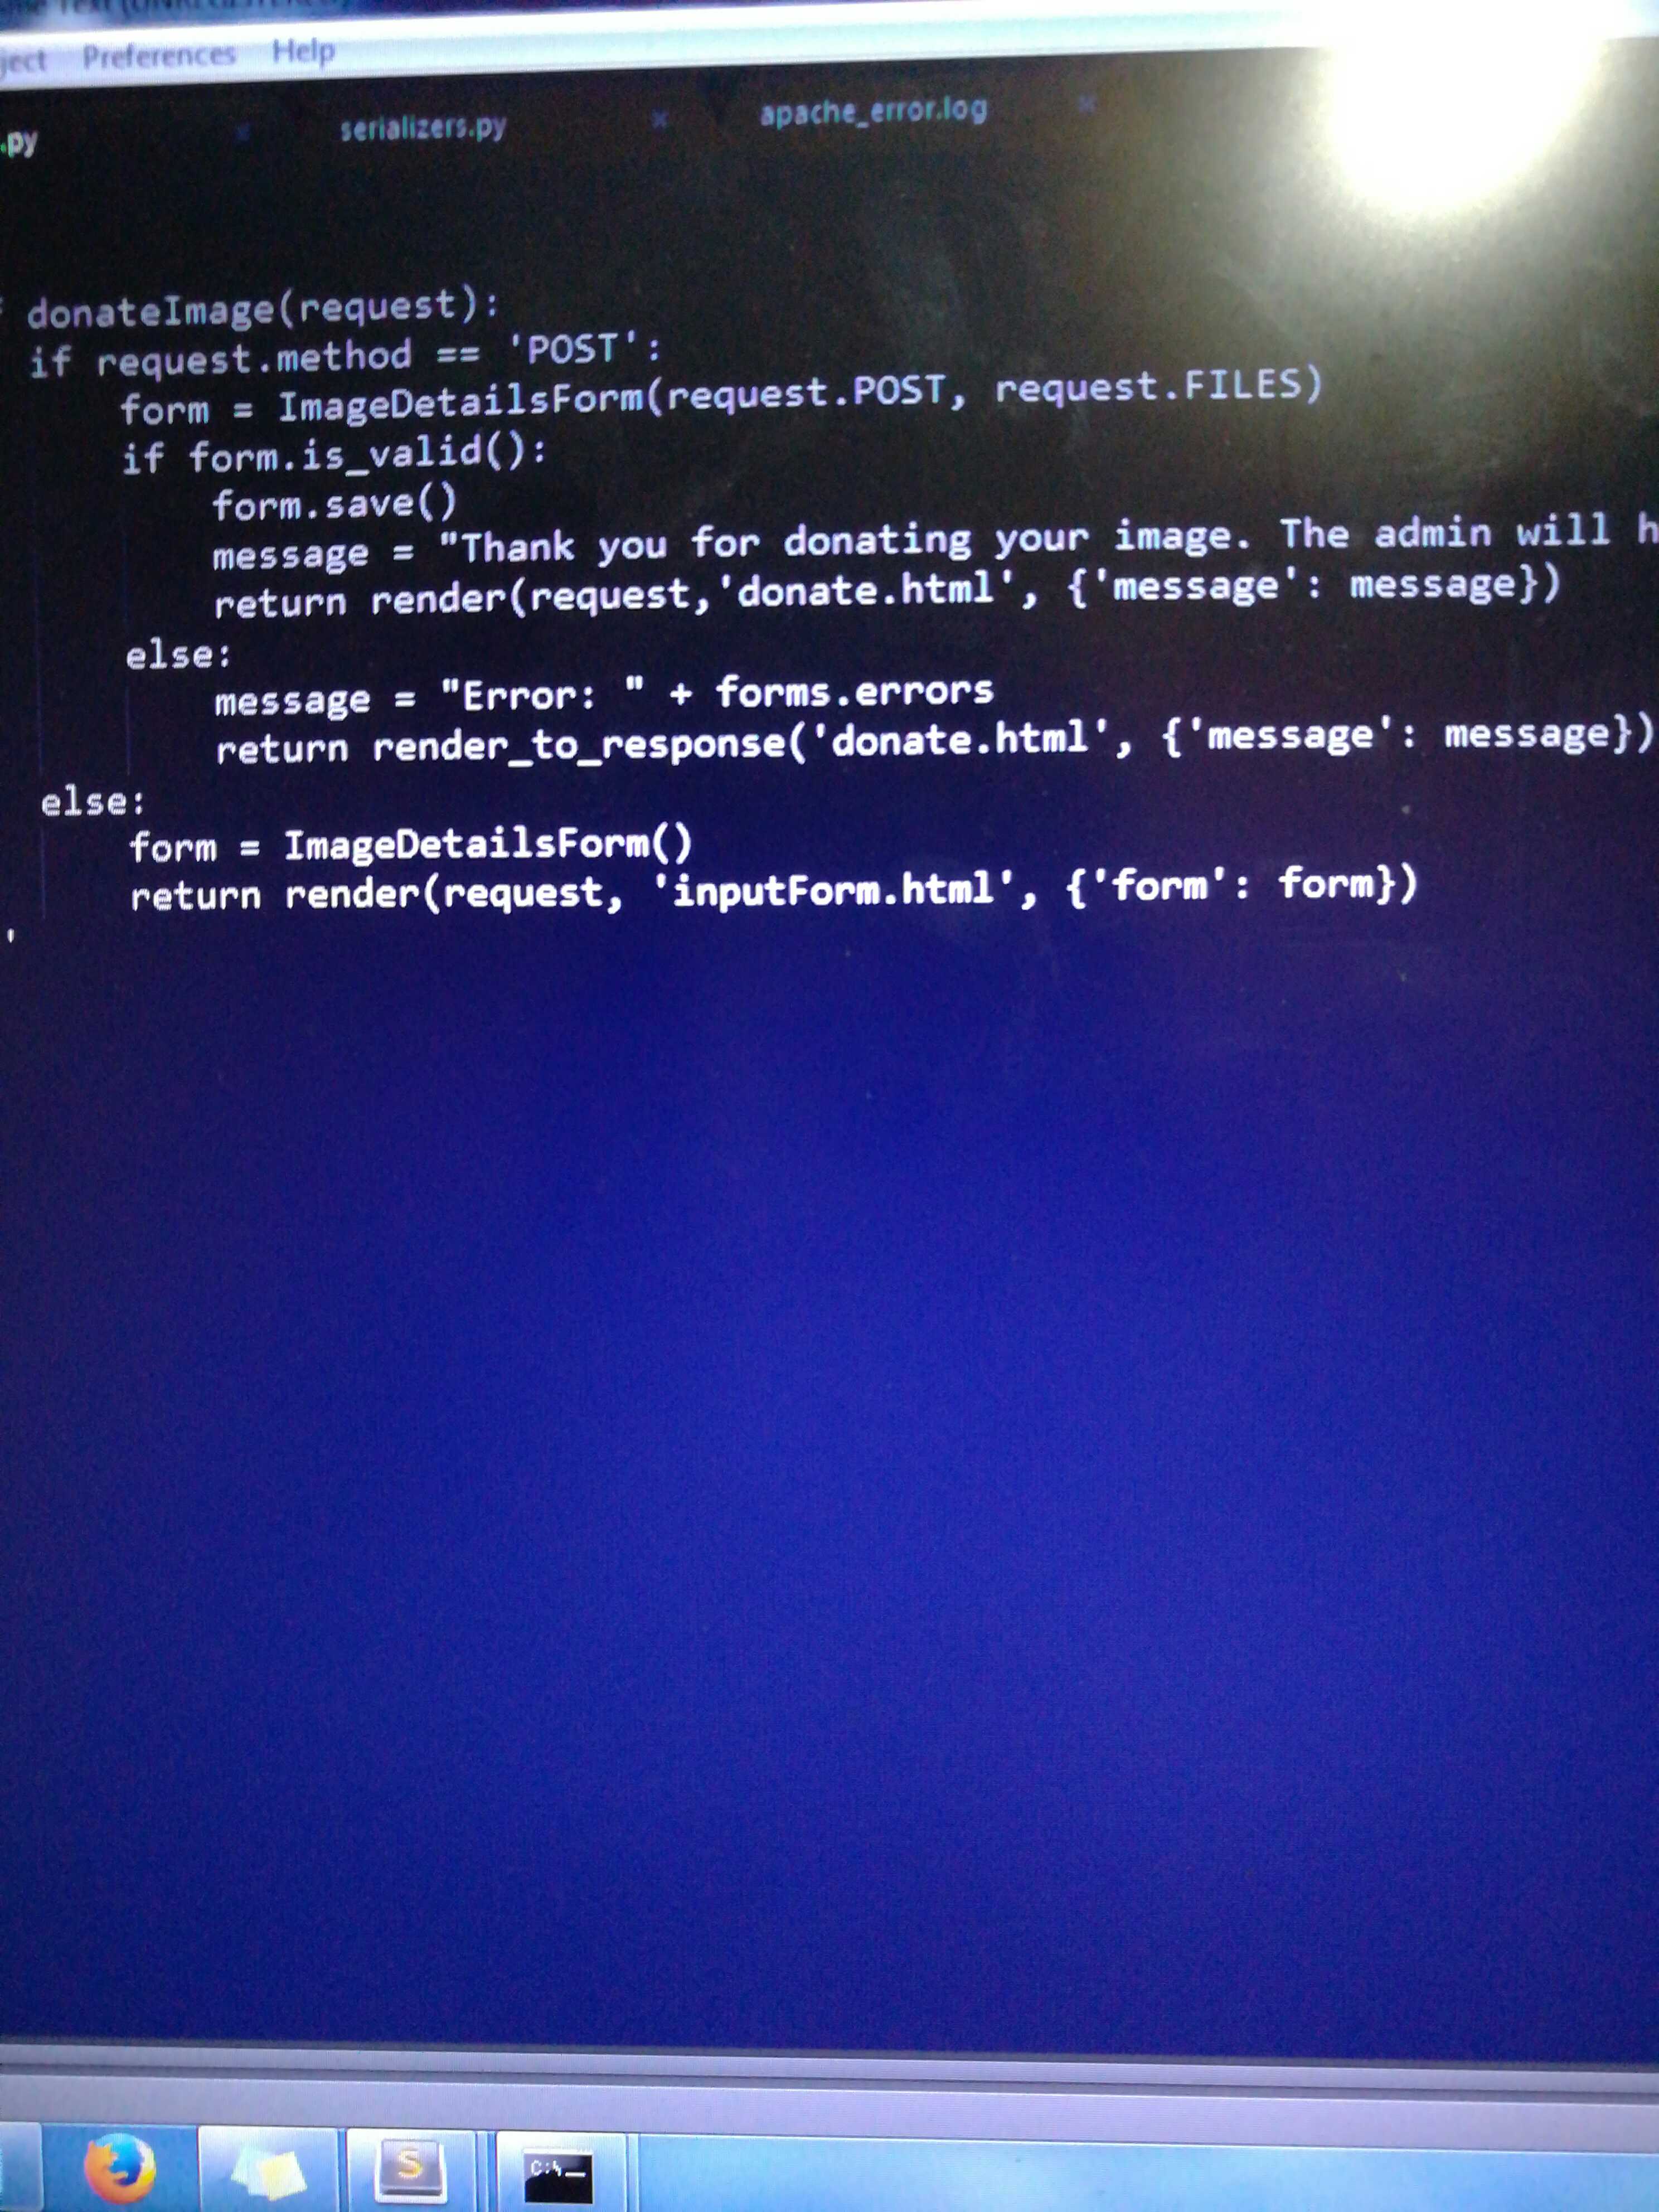 Preferences Help
.py serializers.py apache_error.log
donateImage(request):
if request.method == 'POST':
form = ImageDetailsForm(request.POST, request.FILES)
if form.is_valid():
form.save()
message = "Thank you for donating your image. The admin will h
return render(request,'donate.html', {'message': message})
else:
message = "Error: " + forms.errors
return render_to_response('donate.html', {'message': message})
else:
form = ImageDetailsForm()
return render(request, 'inputForm.html', {'form': form})
'
S
C:\_